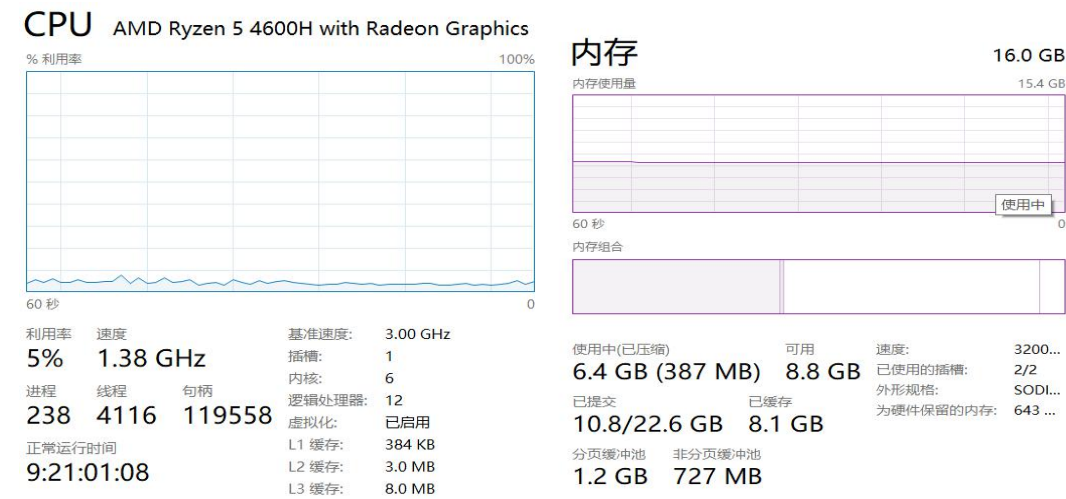 CPU AMD Ryzen 5 4600H with Radeon Graphics
% 利用率 100%
60 秒 0
利用率 速度
5% 1.38 GHz
进程 线程 句柄
238 4116 119558
正常运行时间
9:21:01:08
基准速度: 3.00 GHz
插槽: 1
内核: 6
逻辑处理器: 12
虚拟化: 已启用
L1 缓存: 384 KB
L2 缓存: 3.0 MB
L3 缓存: 8.0 MB
内存 16.0 GB
内存使用量 15.4 GB
使用中
60 秒 0
内存组合
使用中(已压缩) 可用
6.4 GB (387 MB) 8.8 GB
已提交 已缓存
10.8/22.6 GB 8.1 GB
分页缓冲池 非分页缓冲池
1.2 GB 727 MB
速度: 3200...
已使用的插槽: 2/2
外形规格: SODI...
为硬件保留的内存: 643 ...